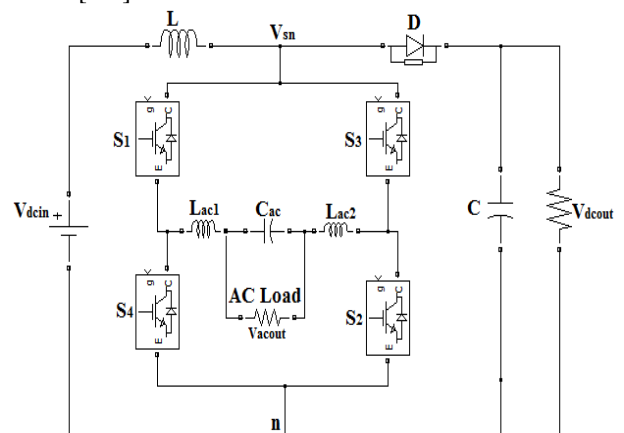 L
D
Vsn
g C
S1
E
g C
S3
E
Vdcin +
Lac1
Cac
Lac2
C
Vdcout
g C
S4
E
AC Load
Vacout
g C
S2
E
n